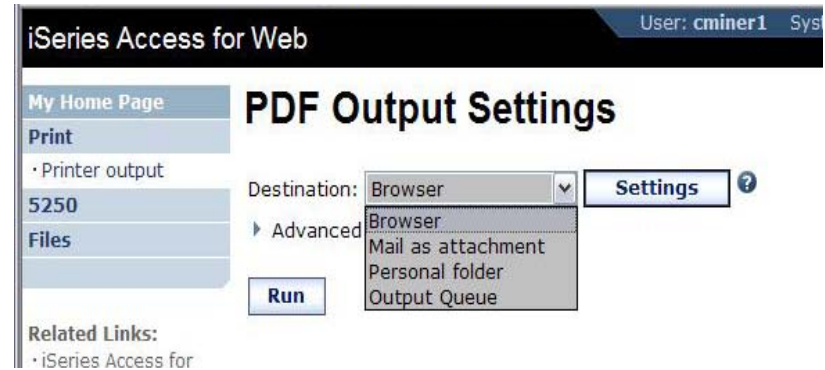 iSeries Access for Web
User: cminer1 Syst
My Home Page
Print
· Printer output
5250
Files
Related Links:
· iSeries Access for
PDF Output Settings
Destination: Browser Settings ?
Browser
Mail as attachment
Personal folder
Output Queue
Advanced
Run